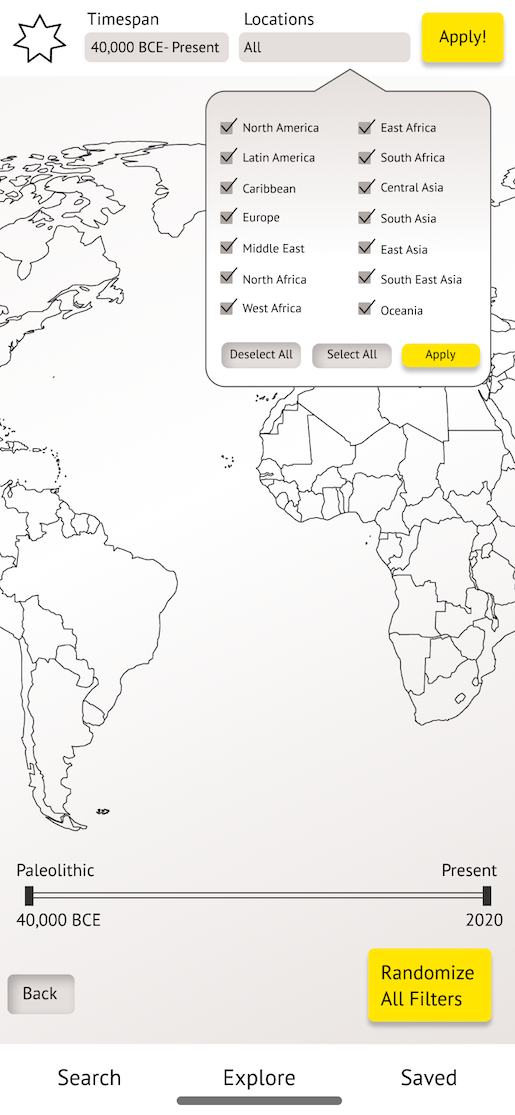 Timespan
Locations
40,000 BCE- Present
All
Apply!
North America
East Africa
Latin America
South Africa
Caribbean
Central Asia
Europe
South Asia
Middle East
East Asia
North Africa
South East Asia
West Africa
Oceania
Deselect All
Select All
Apply
Paleolithic
Present
40,000 BCE
2020
Back
Randomize
All Filters
Search
Explore
Saved